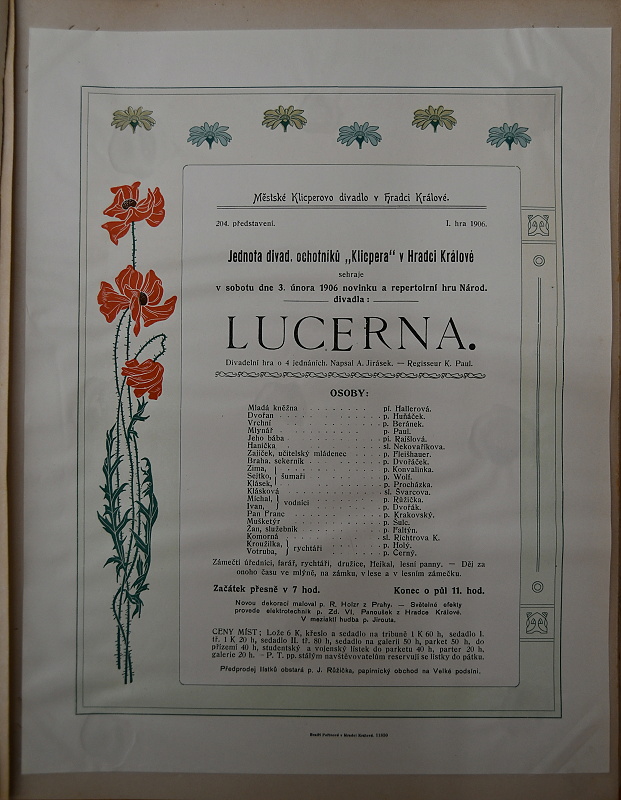 Městské Klicperovo divadlo v Hradci Králové.
204. představení. I. hra 1906.
Jednota divad. ochotníků „Klicpera“ v Hradci Králové
sehraje
v sobotu dne 3. února 1906 novinku a repertoirní hru Národ.
divadla:
LUCERNA.
Divadelní hra o 4 jednáních. Napsal A. Jirásek. — Regisseur K. Paul.
OSOBY:
Mladá kněžna . . . . . . . . pí. Hallerová.
Dvořan . . . . . . . . p. Huňáček.
Vrchní . . . . . . . . p. Beránek.
Mlynář . . . . . . . . p. Paul.
Jeho bába . . . . . . . . pí. Rajšlová.
Hanička . . . . . . . . sl. Nekovaříkova.
Zajíček, učitelský mládenec . . . . p. Pleishauer.
Braha, sekerník . . . . . . p. Dvořáček.
Zima, . . . . . . p. Konvalinka.
Sejtko, } šumaři . . . . . . p. Wolf.
Klásek, . . . . . . p. Procházka.
Klásková . . . . . . . . sl. Švarcova.
Michal, } vodníci . . . . . . p. Růžička.
Ivan, . . . . . . p. Dvořák.
Pan Franc . . . . . . . . p. Krakovský.
Mušketýr . . . . . . . . p. Šulc.
Žan, služebník . . . . . . p. Faltýn.
Komorná . . . . . . . . sl. Richtrova K.
Kroužilka, } rychtáři . . . . . . p. Holý.
Votruba, . . . . . . p. Černý.
Zámečtí úředníci, farář, rychtáři, družice, Hejkal, lesní panny. — Děj za
onoho času ve mlýně, na zámku, v lese a v lesním zámečku.
Začátek přesně v 7 hod. Konec o půl 11. hod.
Novou dekoraci maloval p. R. Holzr z Prahy. — Světelné efekty
provede elektrotechnik p. Zd. Vl. Panoušek z Hradce Králové.
V meziaktí hudba p. Jirouta.
CENY MÍST: Lože 6 K, křeslo a sedadlo na tribuně 1 K 60 h, sedadlo I.
tř. 1 K 20 h, sedadlo II. tř. 80 h, sedadlo na galerii 50 h, parket 50 h, do
přízemí 40 h, studentský a vojenský lístek do parketu 40 h, parter 20 h,
galerie 20 h. — P. T. pp. stálým navštěvovatelům reservují se lístky do pátku.
Předprodej lístků obstará p. J. Růžička, papírnický obchod na Velké podsíni.